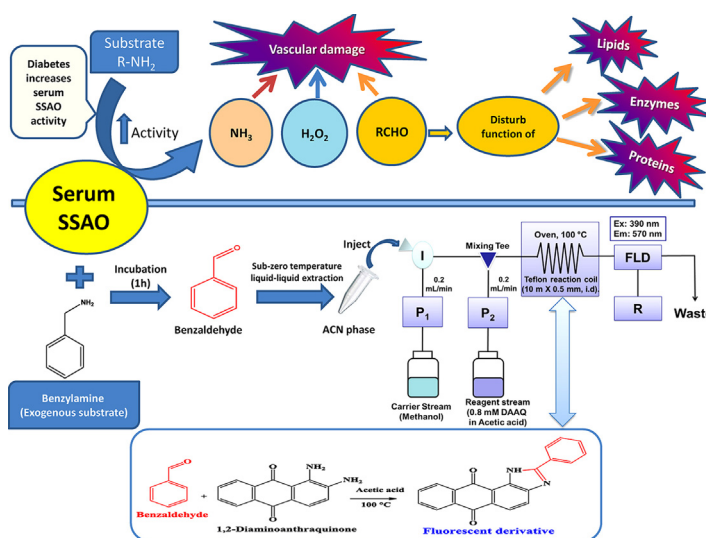 Substrate
R-NH2
Diabetes
increases
serum
SSAO
activity
Activity
Vascular damage
NH3
H2O2
RCHO
Disturb
function of
Lipids
Enzymes
Proteins
Serum
SSAO
Incubation
(1h)
NH2
Benzylamine
(Exogenous substrate)
O
Benzaldehyde
Sub-zero temperature
liquid-liquid extraction
ACN phase
Inject
I
Mixing Tee
0.2
mL/min
0.2
mL/min
P1
P2
Carrier Stream
(Methanol)
Reagent stream
(0.8 mM DAAQ
in Acetic acid)
Oven, 100 °C
Teflon reaction coil
(10 m X 0.5 mm, i.d.)
Ex: 390 nm
Em: 570 nm
FLD
R
Waste
O
Benzaldehyde
+
O
NH2
NH2
O
1,2-Diaminoanthraquinone
Acetic acid
100 °C
O
NH
N
O
Fluorescent derivative